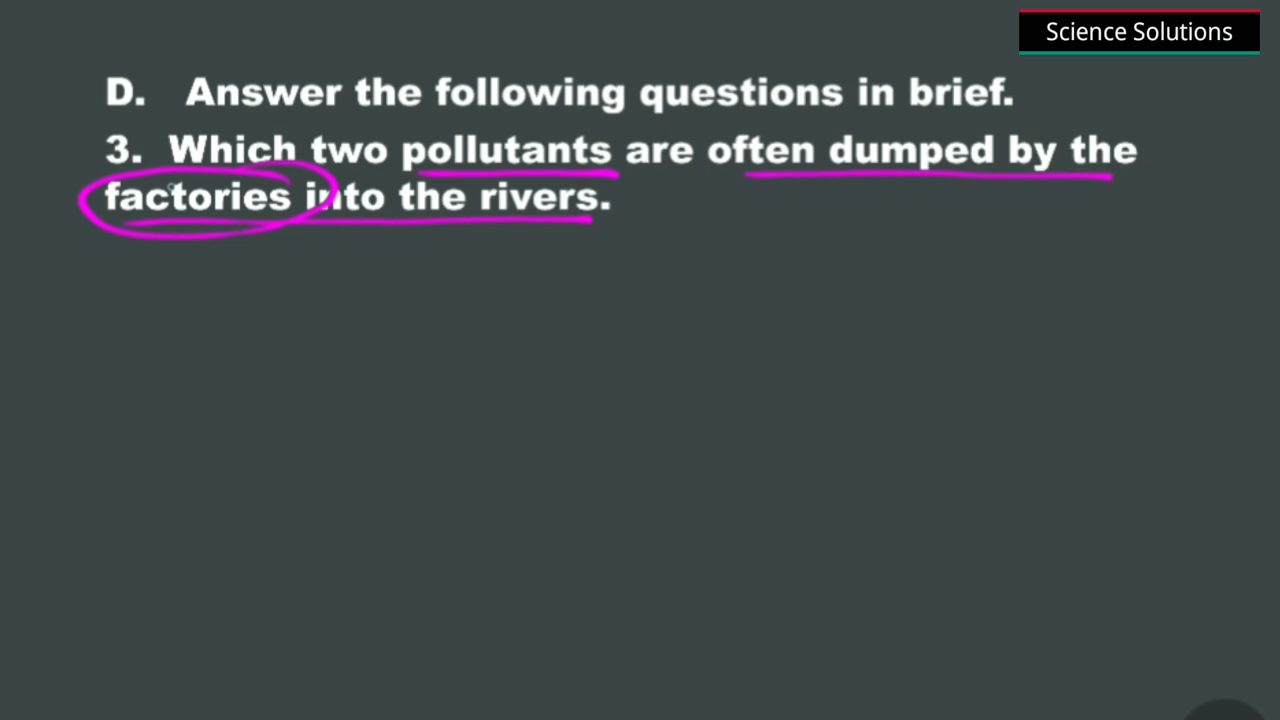 Science Solutions
D. Answer the following questions in brief.
3. Which two pollutants are often dumped by the
factories into the rivers.